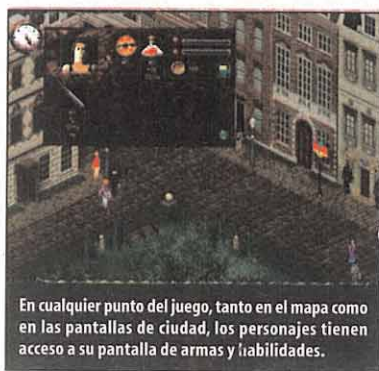 En cualquier punto del juego, tanto en el mapa como
en las pantallas de ciudad, los personajes tienen
acceso a su pantalla de armas y habilidades.